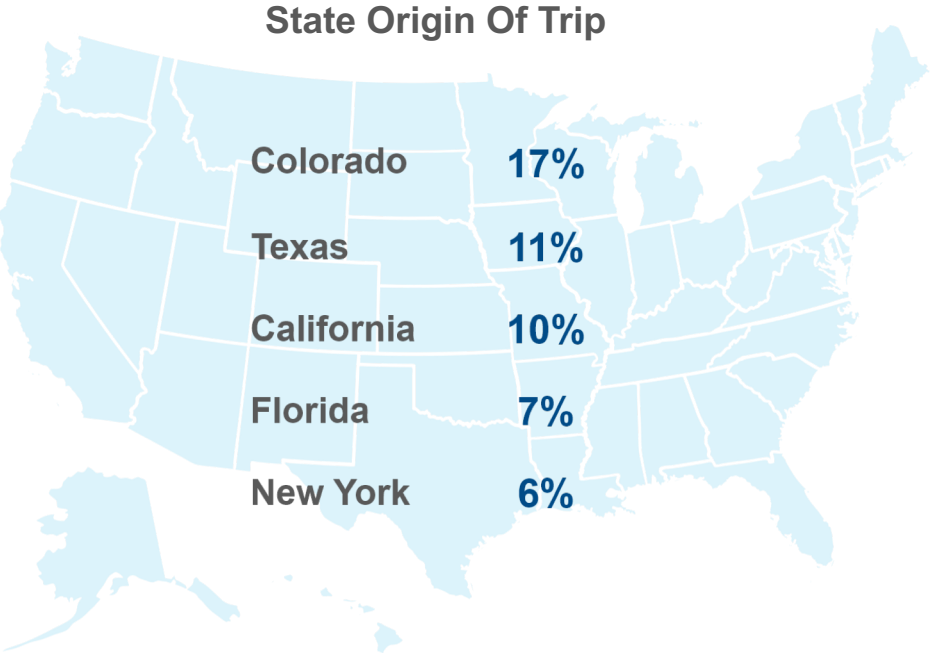 State Origin Of Trip
Colorado 17%
Texas 11%
California 10%
Florida 7%
New York 6%